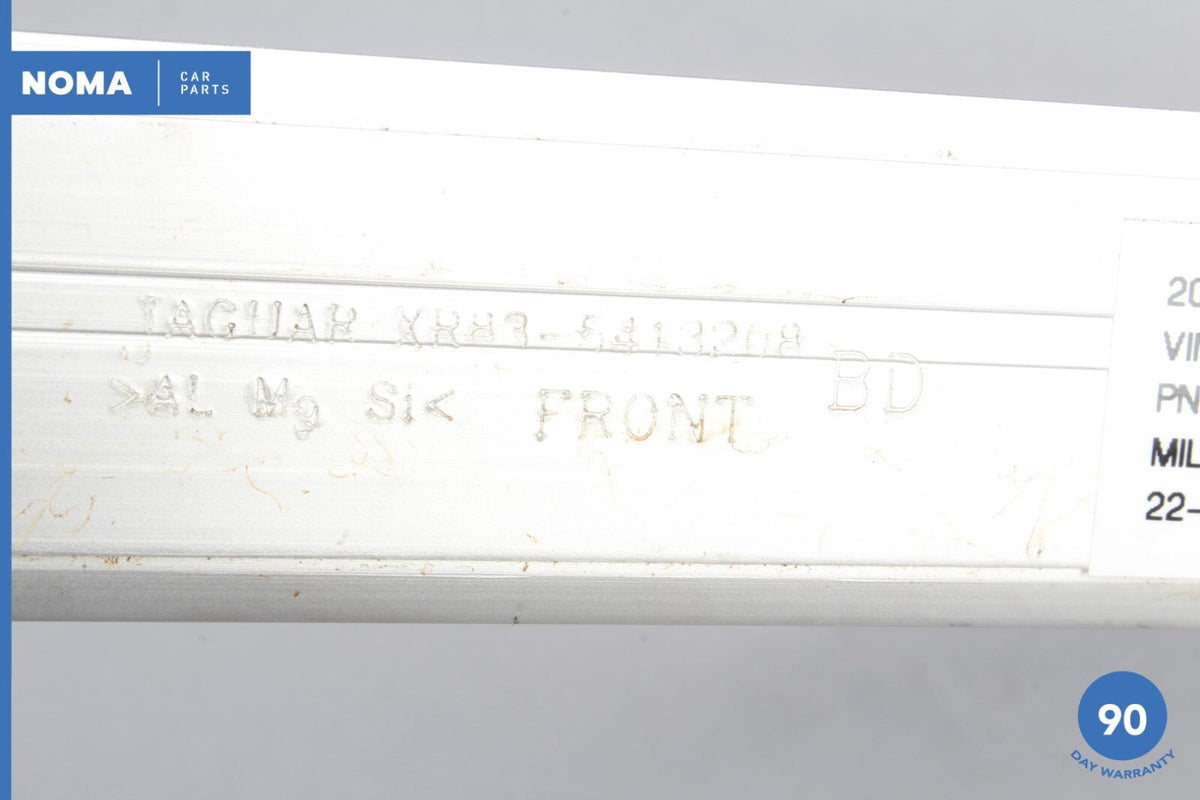 NOMA
CAR
PARTS
JAGUAR XR83-5413208
>AL Mg Si< FRONT BD
20
VI
PN
MIL
22-
90
DAY WARRANTY